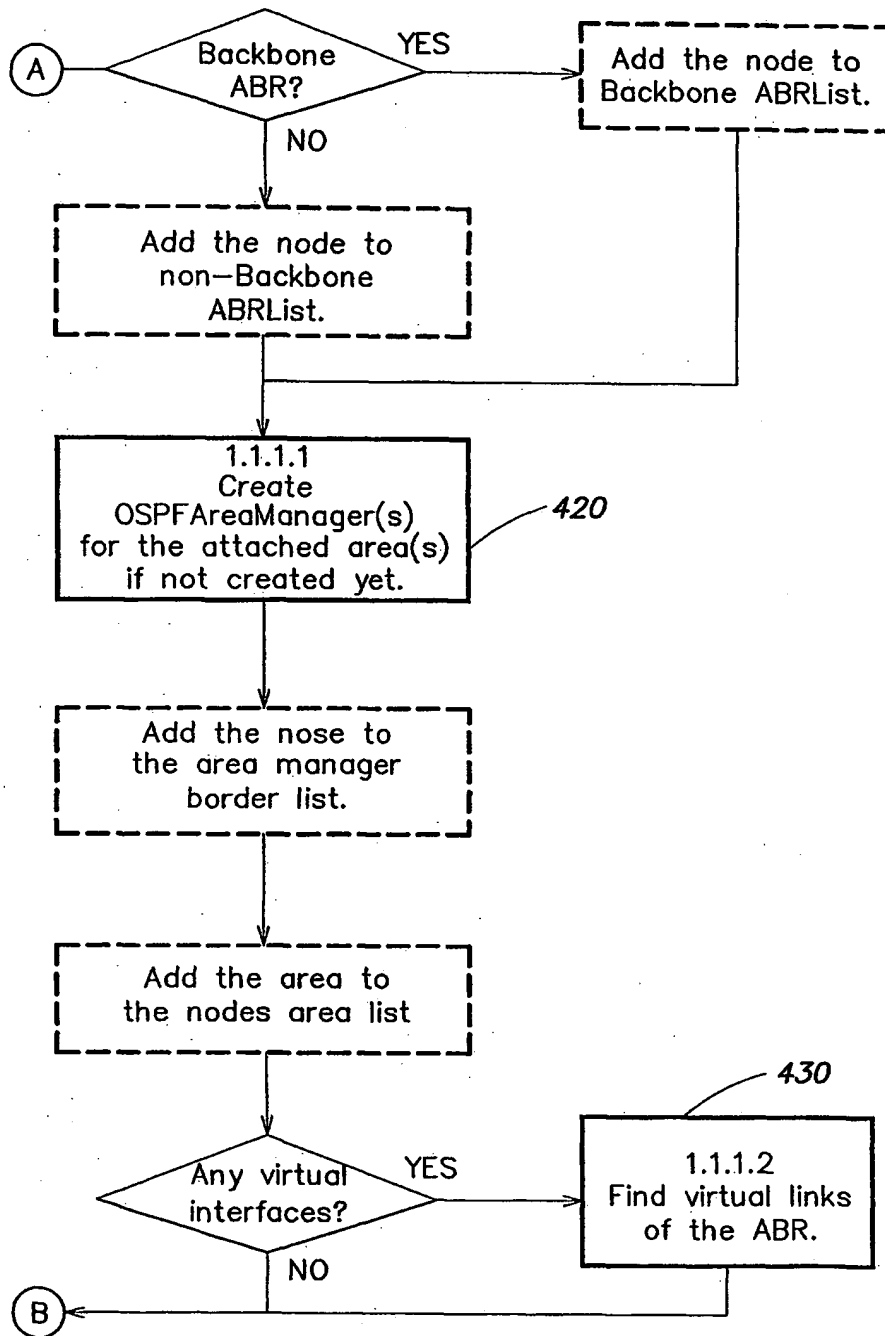 A
Backbone
ABR?
YES
Add the node to
Backbone ABRList.
NO
Add the node to
non-Backbone
ABRList.
1.1.1.1
Create
OSPFAreaManager(s)
for the attached area(s)
if not created yet.
420
Add the nose to
the area manager
border list.
Add the area to
the nodes area list
430
Any virtual
interfaces?
YES
1.1.1.2
Find virtual links
of the ABR.
NO
B